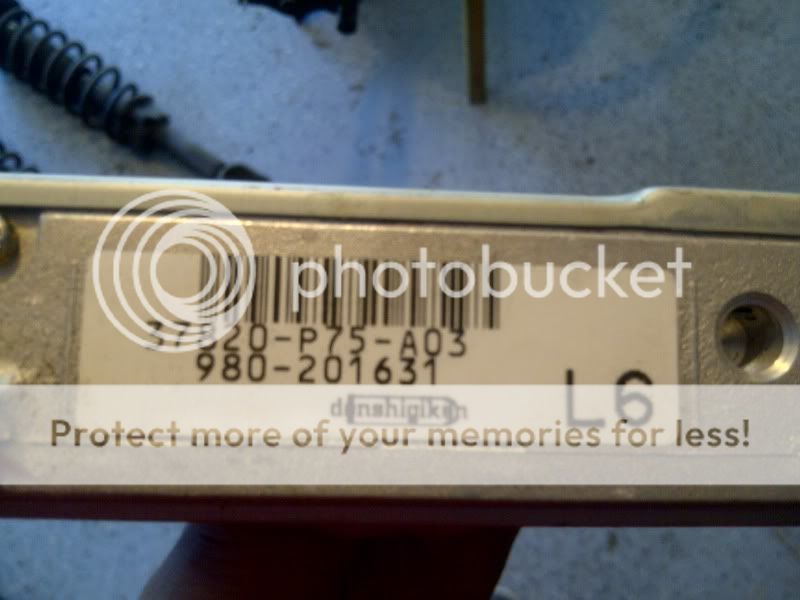 photobucket
37820-P75-A03
980-201631
denshigiken
L6
Protect more of your memories for less!